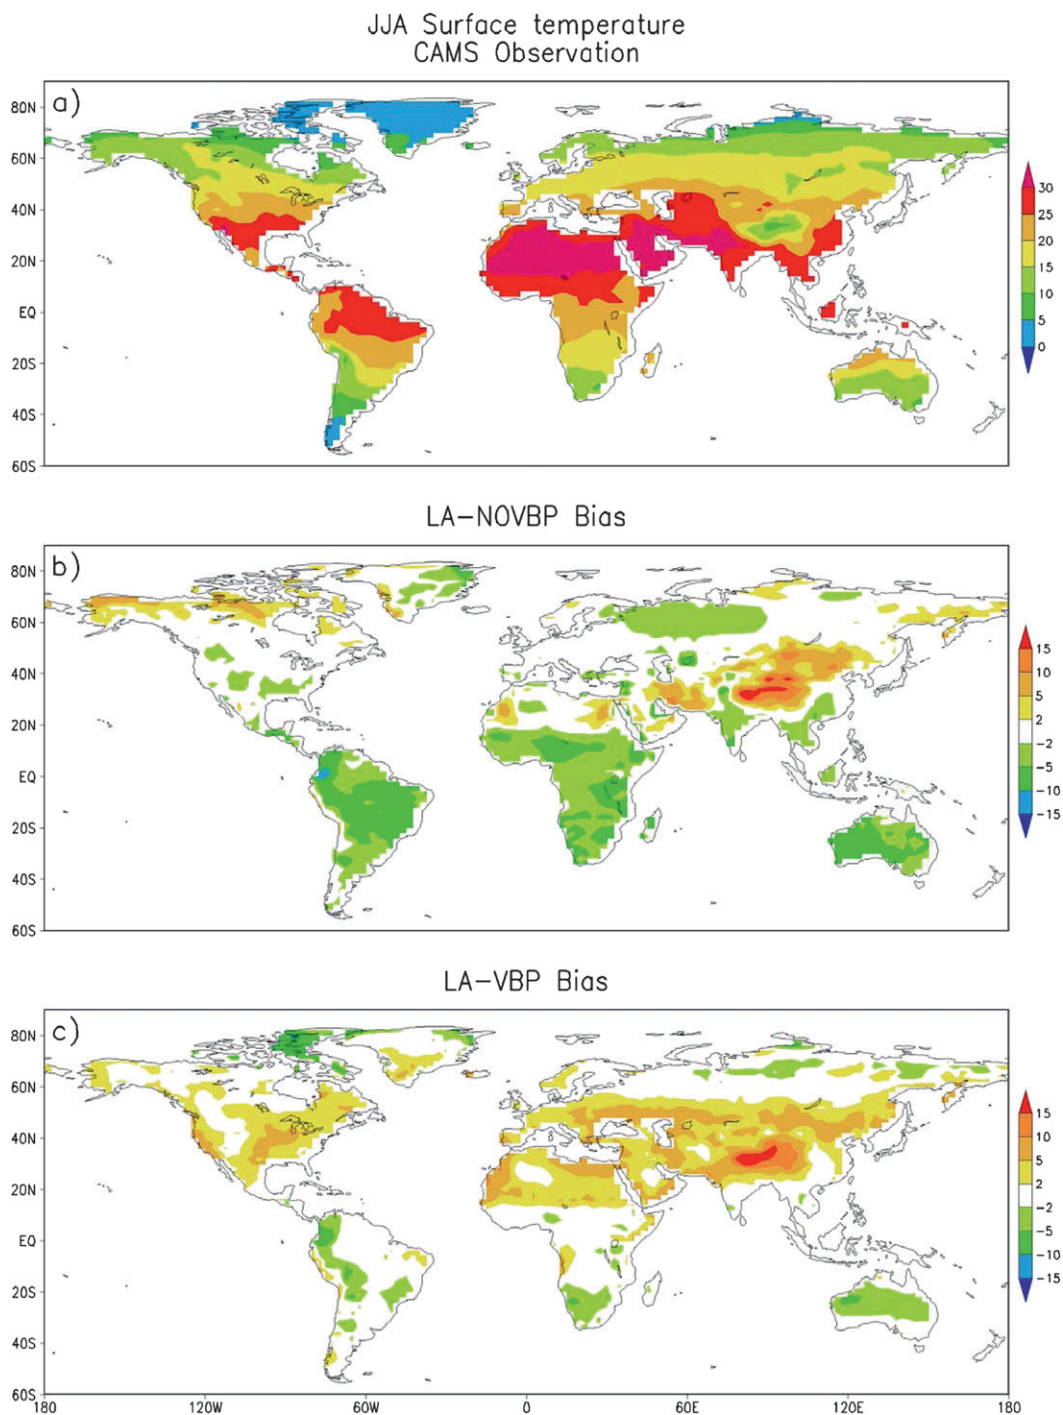 JJA Surface temperature
CAMS Observation
a)
80N
60N
40N
20N
EQ
20S
40S
60S
30
25
20
15
10
5
0
LA-NOVBP Bias
b)
80N
60N
40N
20N
EQ
20S
40S
60S
15
10
5
2
-2
-5
-10
-15
LA-VBP Bias
c)
80N
60N
40N
20N
EQ
20S
40S
60S
15
10
5
2
-2
-5
-10
-15
180 120W 60W 0 60E 120E 180